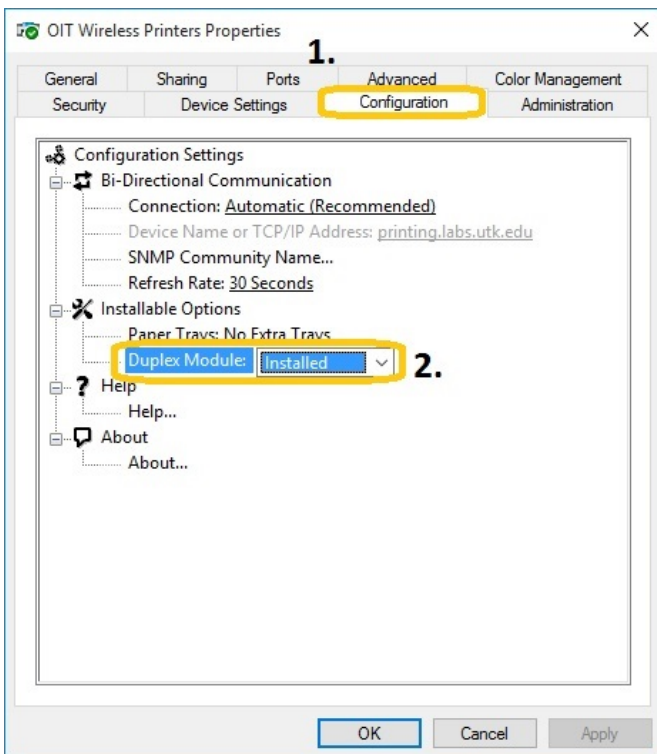 OIT Wireless Printers Properties
1.
General Sharing Ports Advanced Color Management
Security Device Settings Configuration Administration
Configuration Settings
Bi-Directional Communication
Connection: Automatic (Recommended)
Device Name or TCP/IP Address: printing.labs.utk.edu
SNMP Community Name...
Refresh Rate: 30 Seconds
Installable Options
Paper Trays: No Extra Trays
Duplex Module: Installed 2.
Help
Help...
About
About...
OK Cancel Apply